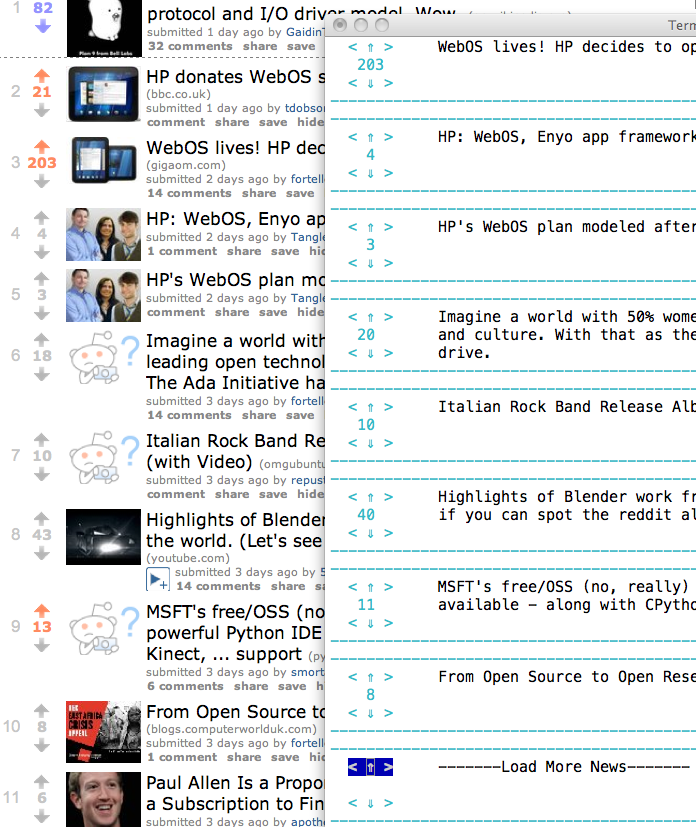 1 82 protocol and I/O driver model. Wow
submitted 1 day ago by
32 comments share save
Plan 9 from Bell Labs
2 21 HP donates WebOS s
(bbc.co.uk)
submitted 1 day ago by tdobson
comment share save hide
3 203 WebOS lives! HP dec
(gigaom.com)
submitted 2 days ago by fortell
14 comments share save
4 4 HP: WebOS, Enyo ap
submitted 2 days ago by Tangle
1 comment share save
5 3 HP's WebOS plan mo
submitted 2 days ago by Tangle
comment share save hide
6 18 Imagine a world with
leading open technol
The Ada Initiative ha
submitted 3 days ago by fortelle
14 comments share save
7 10 Italian Rock Band Re
(with Video) (omgubuntu
submitted 3 days ago by repust
comment share save hide
8 43 Highlights of Blender
the world. (Let's see
(youtube.com)
submitted 3 days ago by S
14 comments share sa
9 13 MSFT's free/OSS (no
powerful Python IDE
Kinect, ... support (py
submitted 3 days ago by smort
6 comments share save h
10 8 From Open Source to
(blogs.computerworlduk.com)
submitted 3 days ago by fortelle
1 comment share save
EAST AFRICA
CRISIS
APPEAL
11 6 Paul Allen Is a Propo
a Subscription to Fin
submitted 3 days ago by apothe
Term
< ⇑ > WebOS lives! HP decides to op
203
< ⇓ >
< ⇑ > HP: WebOS, Enyo app framework
4
< ⇓ >
< ⇑ > HP's WebOS plan modeled after
3
< ⇓ >
< ⇑ > Imagine a world with 50% wome
20 and culture. With that as the
< ⇓ > drive.
< ⇑ > Italian Rock Band Release Alb
10
< ⇓ >
< ⇑ > Highlights of Blender work fr
40 if you can spot the reddit al
< ⇓ >
< ⇑ > MSFT's free/OSS (no, really)
11 available - along with CPytho
< ⇓ >
< ⇑ > From Open Source to Open Rese
8
< ⇓ >
< ⇑ > -------Load More News-------
< ⇓ >